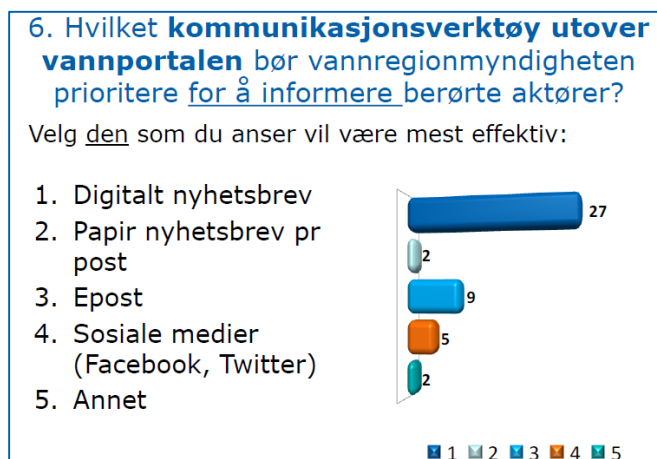 6. Hvilket kommunikasjonsverktøy utover
vannportalen bør vannregionmyndigheten
prioritere for å informere berørte aktører?
Velg den som du anser vil være mest effektiv:
1. Digitalt nyhetsbrev
2. Papir nyhetsbrev pr
post
3. Epost
4. Sosiale medier
(Facebook, Twitter)
5. Annet
27
2
9
5
2
1 2 3 4 5